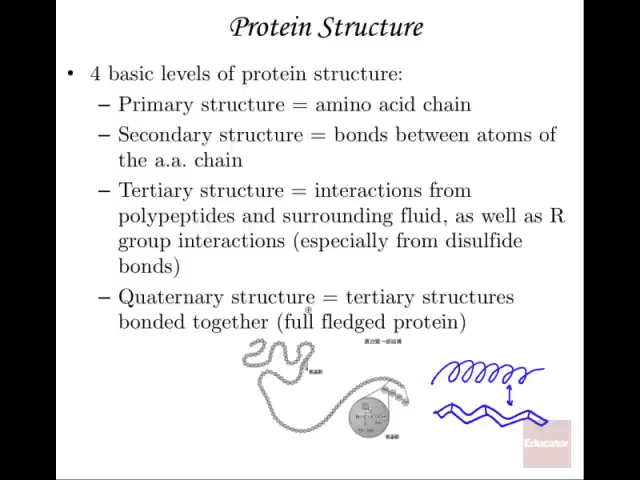 Protein Structure
• 4 basic levels of protein structure:
– Primary structure = amino acid chain
– Secondary structure = bonds between atoms of
the a.a. chain
– Tertiary structure = interactions from
polypeptides and surrounding fluid, as well as R
group interactions (especially from disulfide
bonds)
– Quaternary structure = tertiary structures
bonded together (full fledged protein)
Educator